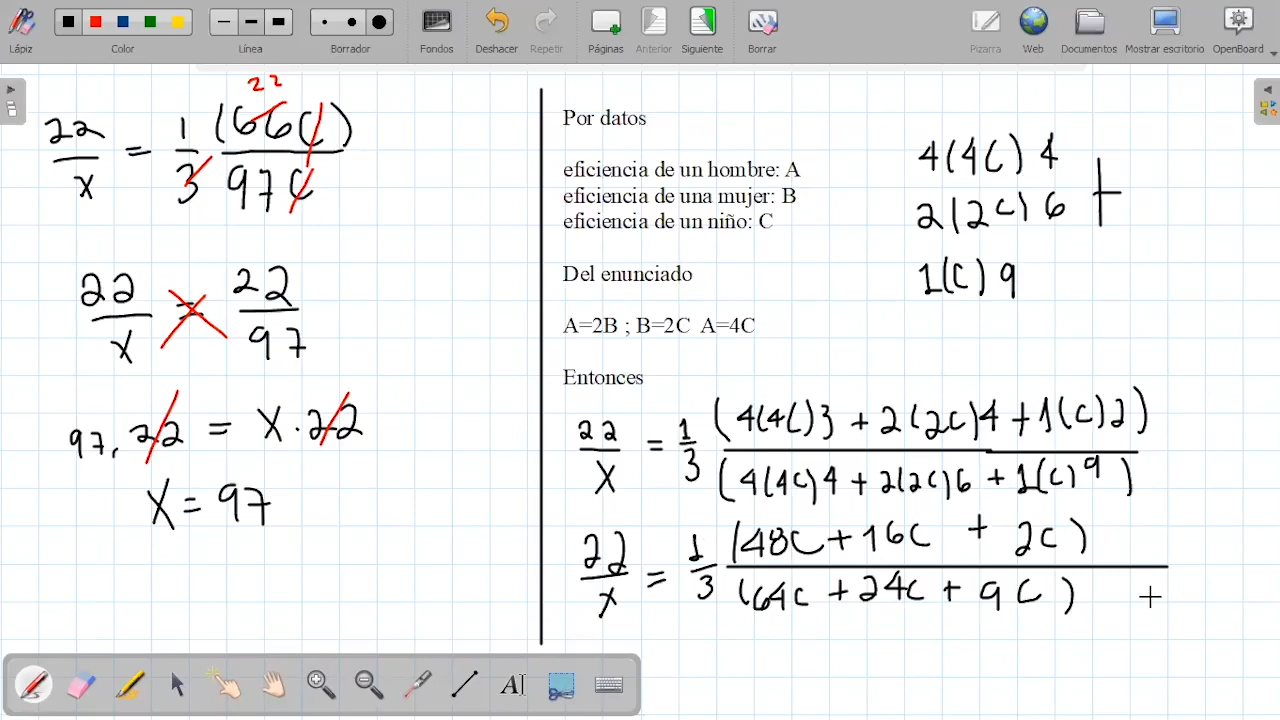 Lápiz Color Línea Borrador Fondos Deshacer Repetir Páginas Anterior Siguiente Borrar Pizarra Web Documentos Mostrar escritorio OpenBoard
22
22/x = 1/3 (66C)/97C
22/x = 22/97
97.22 = X.22
X = 97
Por datos
eficiencia de un hombre: A
eficiencia de una mujer: B
eficiencia de un niño: C
Del enunciado
A=2B ; B=2C A=4C
Entonces
4(4C) 4
2(2C) 6
1(C) 9
22/X = 1/3 (4(4C)3 + 2(2C)4 + 1(C)2)/(4(4C)4 + 2(2C)6 + 1(C)9)
22/x = 1/3 (48C + 16C + 2C)/(64C + 24C + 9C)
A